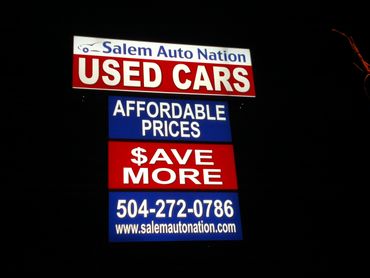 Salem Auto Nation
USED CARS
AFFORDABLE
PRICES
$AVE
MORE
504-272-0786
www.salemautonation.com